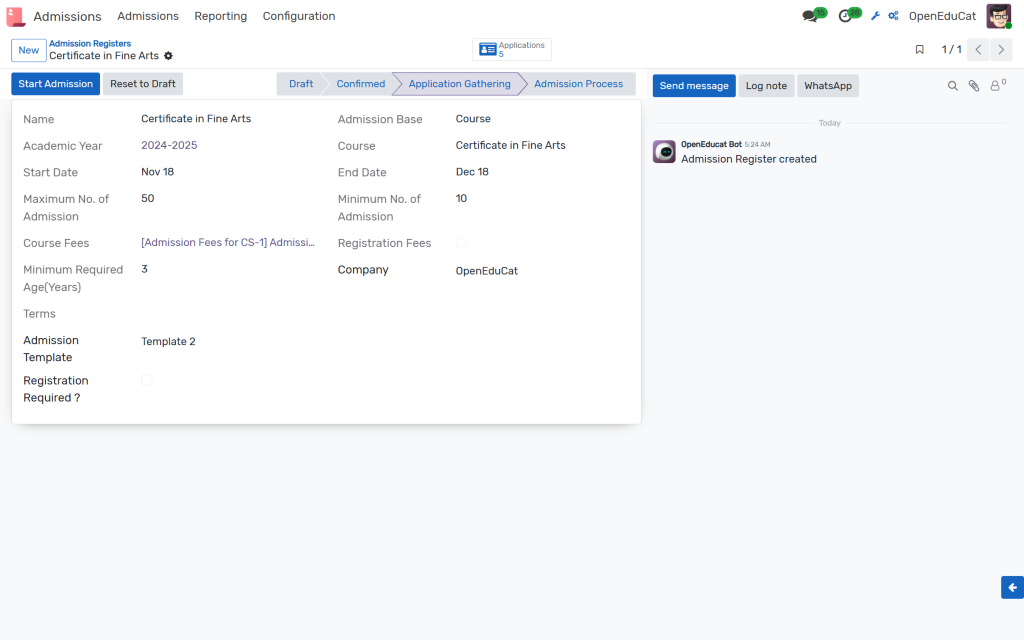 Admissions Admissions Reporting Configuration 15 28 OpenEduCat
New Admission Registers
Certificate in Fine Arts
Applications
5
1 / 1
Start Admission Reset to Draft Draft Confirmed Application Gathering Admission Process
Send message Log note WhatsApp 0
Name Certificate in Fine Arts Admission Base Course
Academic Year 2024-2025 Course Certificate in Fine Arts
Start Date Nov 18 End Date Dec 18
Maximum No. of
Admission 50
Minimum No. of
Admission 10
Course Fees [Admission Fees for CS-1] Admissi... Registration Fees
Minimum Required
Age(Years) 3
Company OpenEduCat
Terms
Admission
Template Template 2
Registration
Required ?
Today
OpenEducat Bot 5:24 AM
Admission Register created